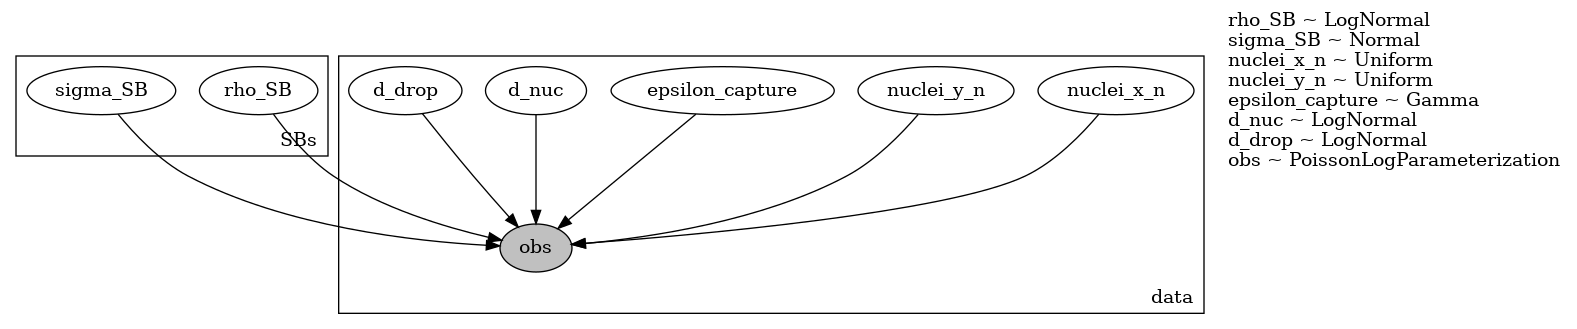 sigma_SB
rho_SB
SBs
d_drop
d_nuc
epsilon_capture
nuclei_y_n
nuclei_x_n
obs
data
rho_SB ~ LogNormal
sigma_SB ~ Normal
nuclei_x_n ~ Uniform
nuclei_y_n ~ Uniform
epsilon_capture ~ Gamma
d_nuc ~ LogNormal
d_drop ~ LogNormal
obs ~ PoissonLogParameterization